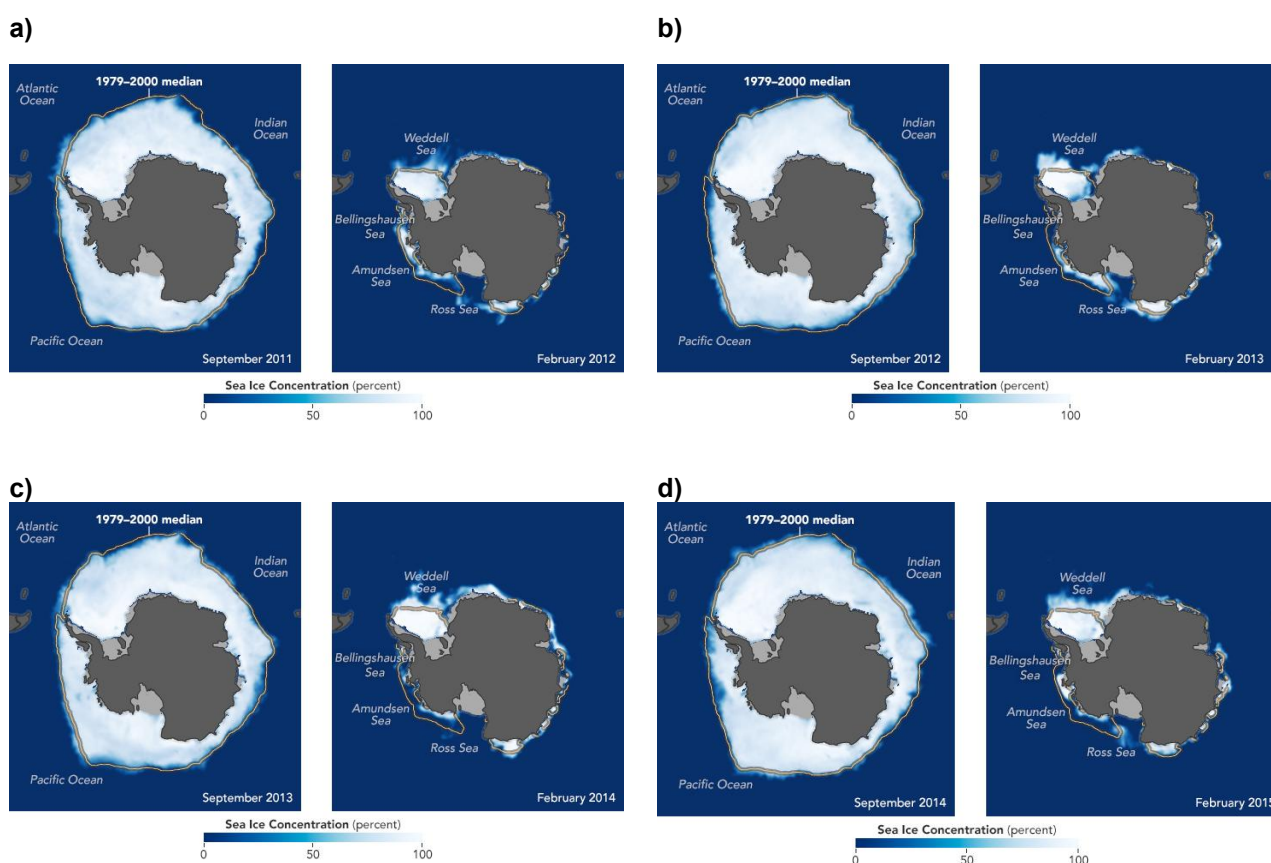 a)
1979–2000 median
Atlantic
Ocean
Indian
Ocean
Pacific Ocean
September 2011
Weddell
Sea
Bellingshausen
Sea
Amundsen
Sea
Ross Sea
February 2012
Sea Ice Concentration (percent)
0 50 100
b)
1979–2000 median
Atlantic
Ocean
Indian
Ocean
Pacific Ocean
September 2012
Weddell
Sea
Bellingshausen
Sea
Amundsen
Sea
Ross Sea
February 2013
Sea Ice Concentration (percent)
0 50 100
c)
1979–2000 median
Atlantic
Ocean
Indian
Ocean
Pacific Ocean
September 2013
Weddell
Sea
Bellingshausen
Sea
Amundsen
Sea
Ross Sea
February 2014
Sea Ice Concentration (percent)
0 50 100
d)
1979–2000 median
Atlantic
Ocean
Indian
Ocean
Pacific Ocean
September 2014
Weddell
Sea
Bellingshausen
Sea
Amundsen
Sea
Ross Sea
February 2015
Sea Ice Concentration (percent)
0 50 100